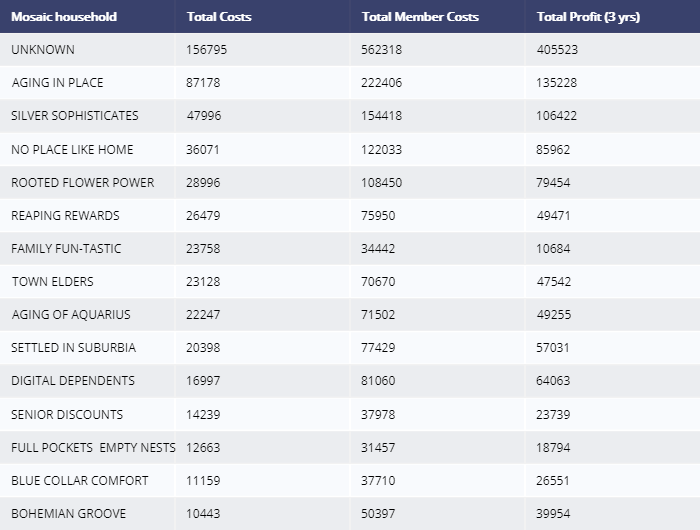 Mosaic household Total Costs Total Member Costs Total Profit (3 yrs)
UNKNOWN 156795 562318 405523
AGING IN PLACE 87178 222406 135228
SILVER SOPHISTICATES 47996 154418 106422
NO PLACE LIKE HOME 36071 122033 85962
ROOTED FLOWER POWER 28996 108450 79454
REAPING REWARDS 26479 75950 49471
FAMILY FUN-TASTIC 23758 34442 10684
TOWN ELDERS 23128 70670 47542
AGING OF AQUARIUS 22247 71502 49255
SETTLED IN SUBURBIA 20398 77429 57031
DIGITAL DEPENDENTS 16997 81060 64063
SENIOR DISCOUNTS 14239 37978 23739
FULL POCKETS  EMPTY NESTS 12663 31457 18794
BLUE COLLAR COMFORT 11159 37710 26551
BOHEMIAN GROOVE 10443 50397 39954